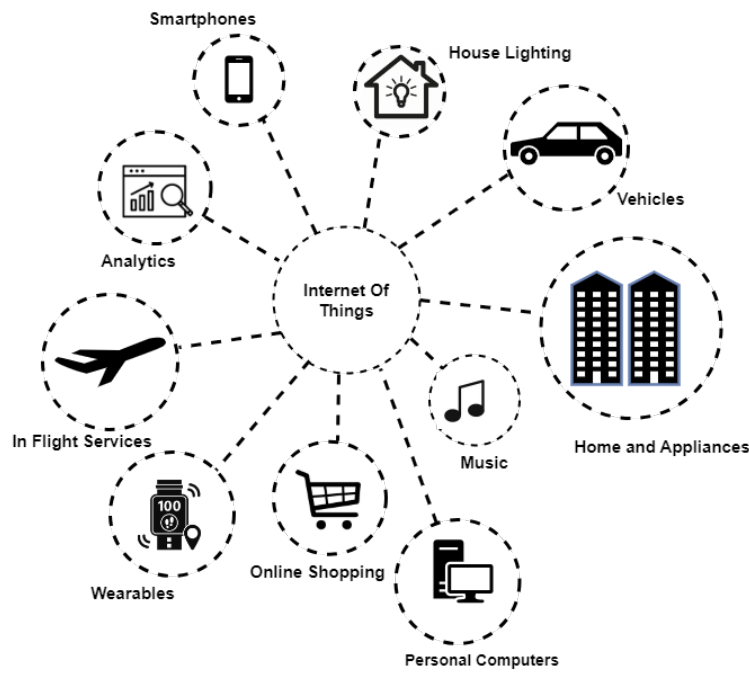 Smartphones
House Lighting
Vehicles
Analytics
Internet Of
Things
In Flight Services
Music
Home and Appliances
100
Wearables
Online Shopping
Personal Computers